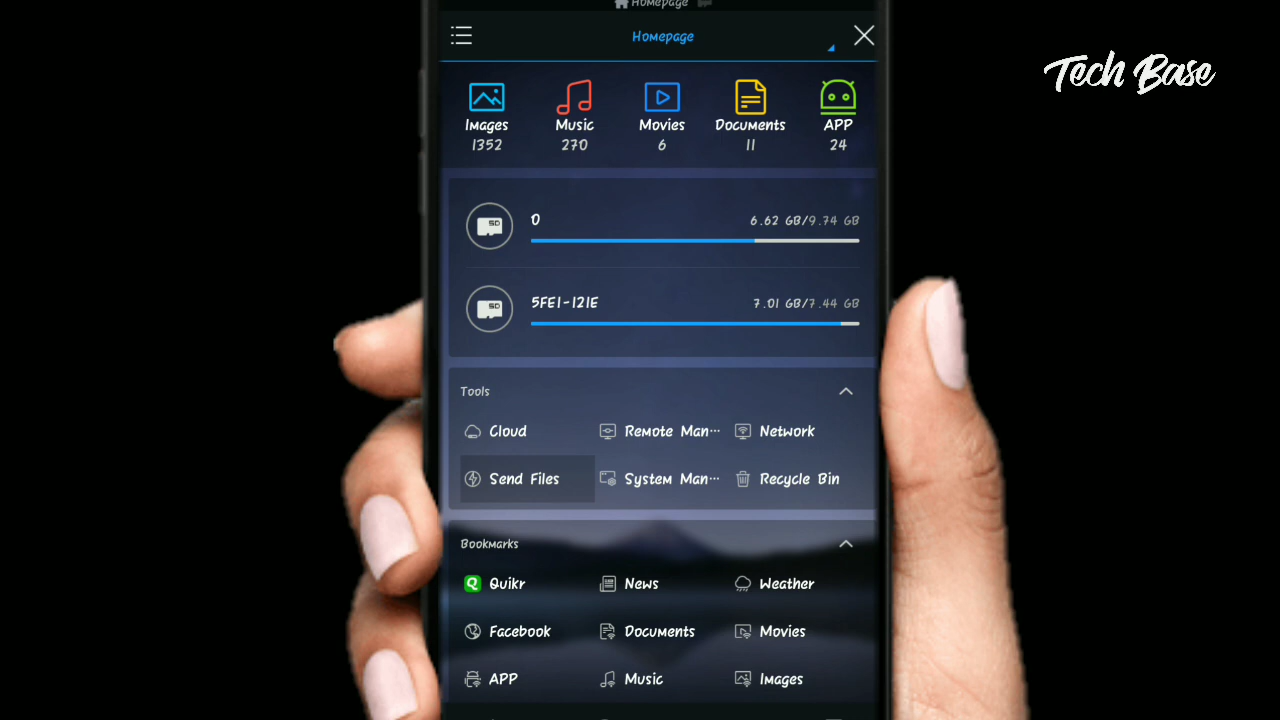 Homepage
Homepage
Tech Base
Images
1352
Music
270
Movies
6
Documents
11
APP
24
SD
0
6.62 GB/9.74 GB
SD
5FE1-121E
7.01 GB/7.44 GB
Tools
Cloud
Remote Man...
Network
Send Files
System Man...
Recycle Bin
Bookmarks
Q
Quikr
News
Weather
Facebook
Documents
Movies
APP
Music
Images